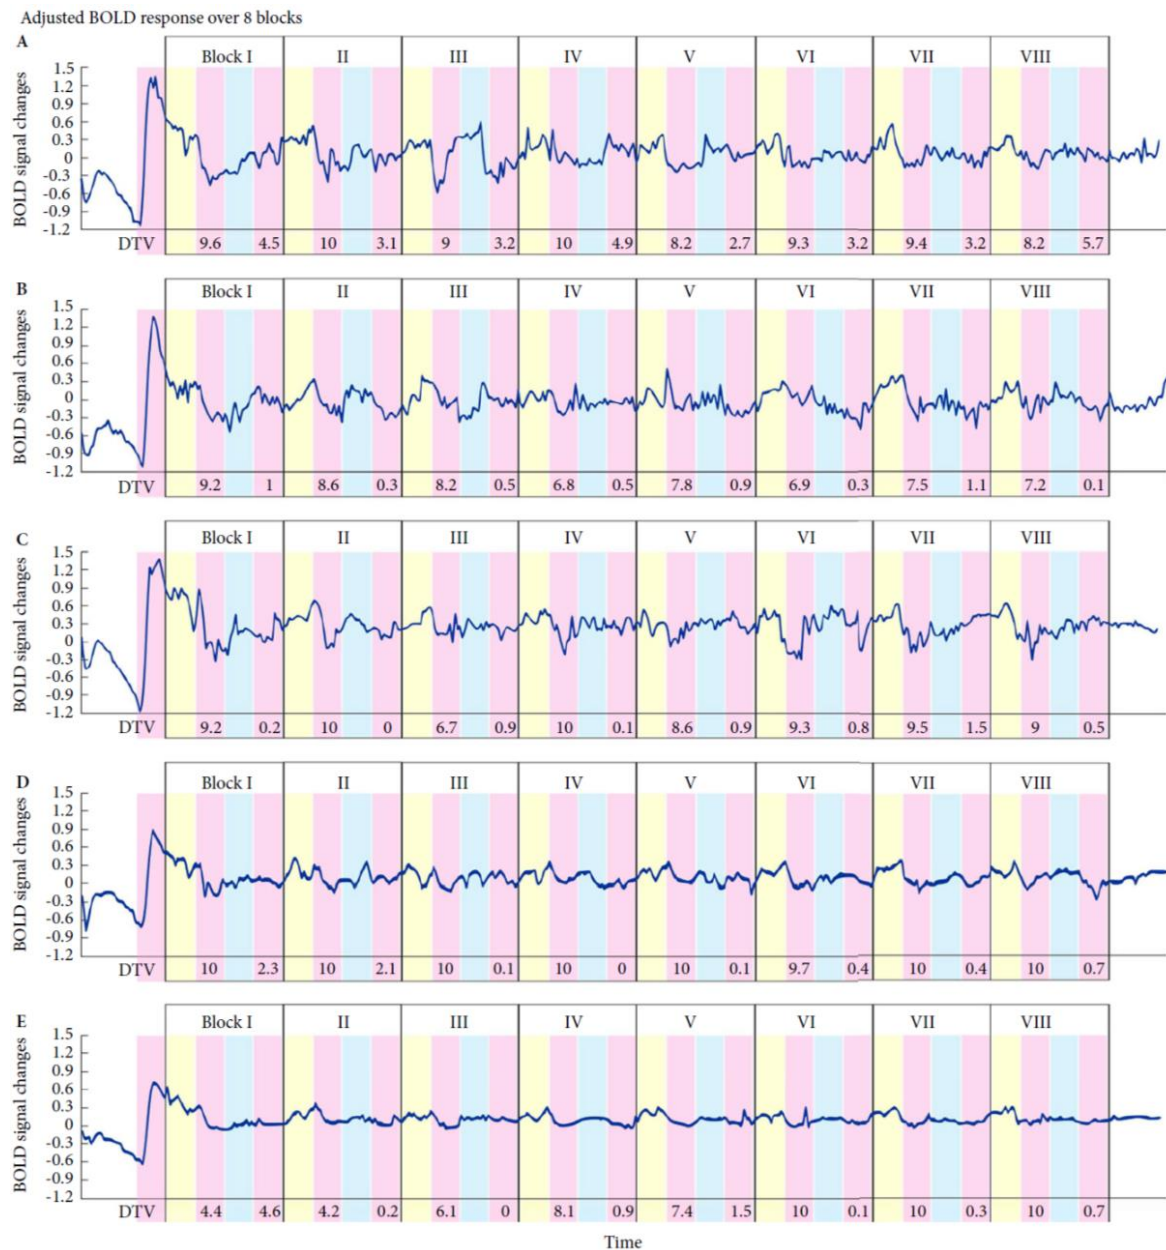 Adjusted BOLD response over 8 blocks
A
Block I II III IV V VI VII VIII
BOLD signal changes
1.5
1.2
0.9
0.6
0.3
0
-0.3
-0.6
-0.9
-1.2
DTV 9.6 4.5 10 3.1 9 3.2 10 4.9 8.2 2.7 9.3 3.2 9.4 3.2 8.2 5.7
B
Block I II III IV V VI VII VIII
BOLD signal changes
1.5
1.2
0.9
0.6
0.3
0
-0.3
-0.6
-0.9
-1.2
DTV 9.2 1 8.6 0.3 8.2 0.5 6.8 0.5 7.8 0.9 6.9 0.3 7.5 1.1 7.2 0.1
C
Block I II III IV V VI VII VIII
BOLD signal changes
1.5
1.2
0.9
0.6
0.3
0
-0.3
-0.6
-0.9
-1.2
DTV 9.2 0.2 10 0 6.7 0.9 10 0.1 8.6 0.9 9.3 0.8 9.5 1.5 9 0.5
D
Block I II III IV V VI VII VIII
BOLD signal changes
1.5
1.2
0.9
0.6
0.3
0
-0.3
-0.6
-0.9
-1.2
DTV 10 2.3 10 2.1 10 0.1 10 0 10 0.1 9.7 0.4 10 0.4 10 0.7
E
Block I II III IV V VI VII VIII
BOLD signal changes
1.5
1.2
0.9
0.6
0.3
0
-0.3
-0.6
-0.9
-1.2
DTV 4.4 4.6 4.2 0.2 6.1 0 8.1 0.9 7.4 1.5 10 0.1 10 0.3 10 0.7
Time